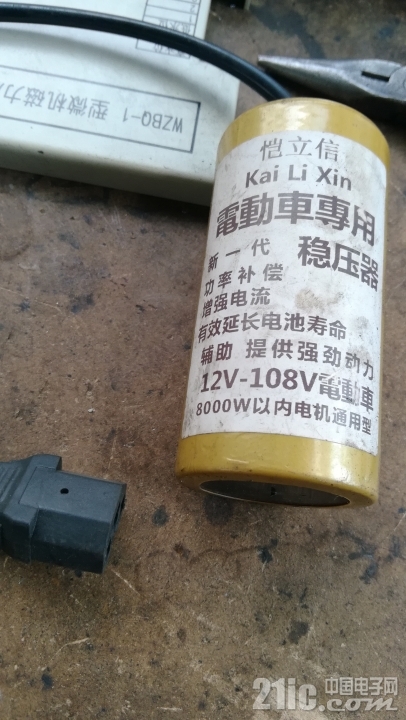 WZBQ-1 型微机磁力
恺立信
Kai Li Xin
電動車專用
新一代 稳压器
功率补偿
增强电流
有效延长电池寿命
辅助 提供强劲动力
12V-108V電動車
8000W以内电机通用型
21ic.com 中国电子网